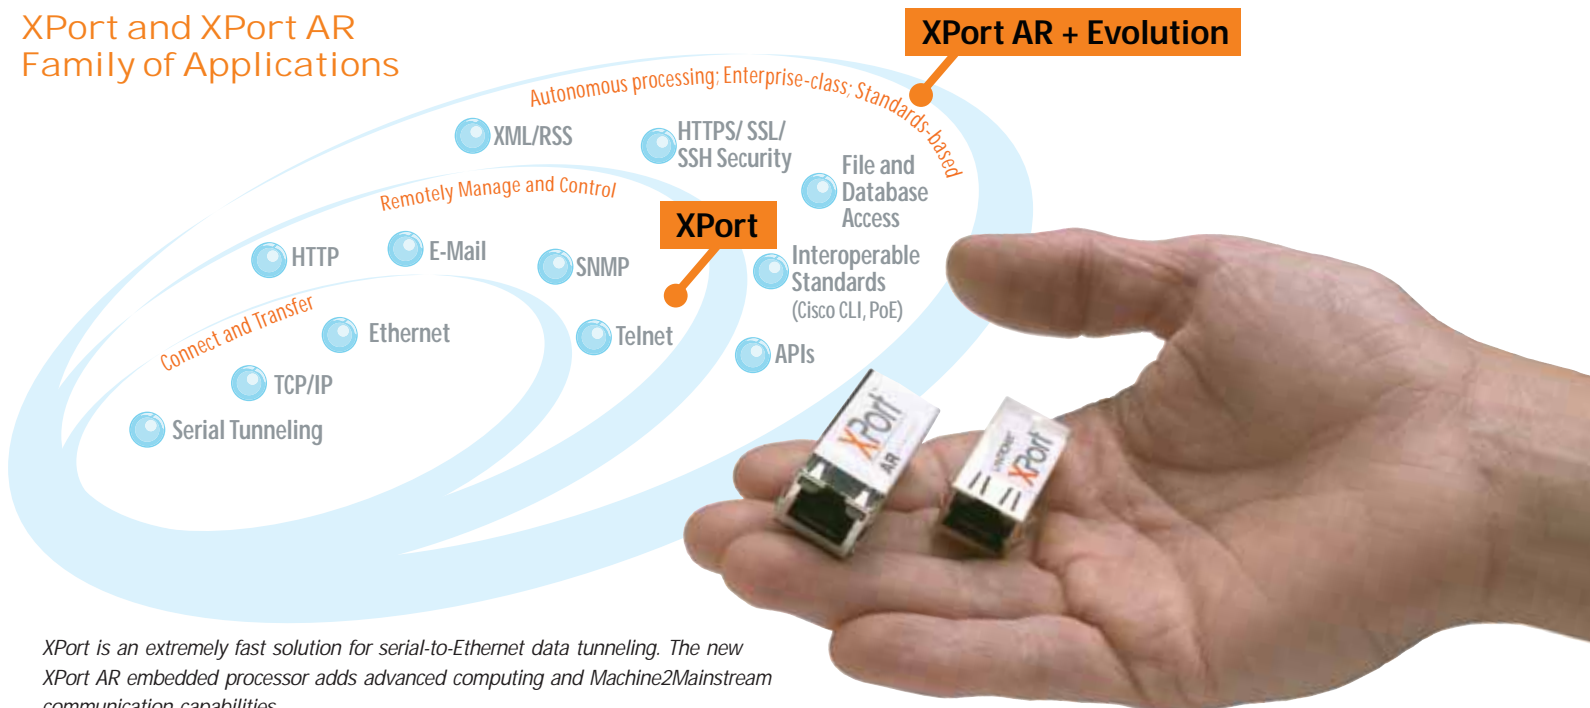 XPort and XPort AR
Family of Applications
XPort AR + Evolution
Autonomous processing; Enterprise-class; Standards-based
XML/RSS
HTTPS/ SSL/
SSH Security
File and
Database
Access
Remotely Manage and Control
XPort
HTTP
E-Mail
SNMP
Interoperable
Standards
(Cisco CLI, PoE)
Connect and Transfer
Ethernet
Telnet
APIs
TCP/IP
Serial Tunneling
XPort
AR
LANTRONIX
XPort
XPort is an extremely fast solution for serial-to-Ethernet data tunneling. The new
XPort AR embedded processor adds advanced computing and Machine2Mainstream
communication capabilities